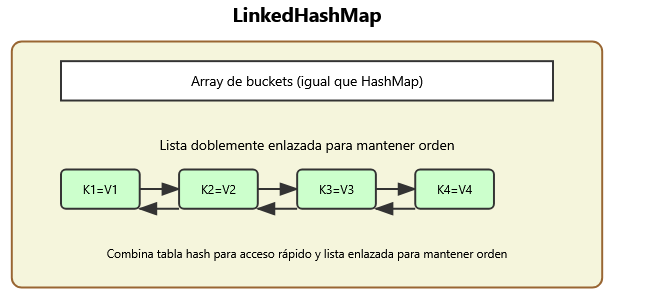 LinkedHashMap
Array de buckets (igual que HashMap)
Lista doblemente enlazada para mantener orden
K1=V1
K2=V2
K3=V3
K4=V4
Combina tabla hash para acceso rápido y lista enlazada para mantener orden